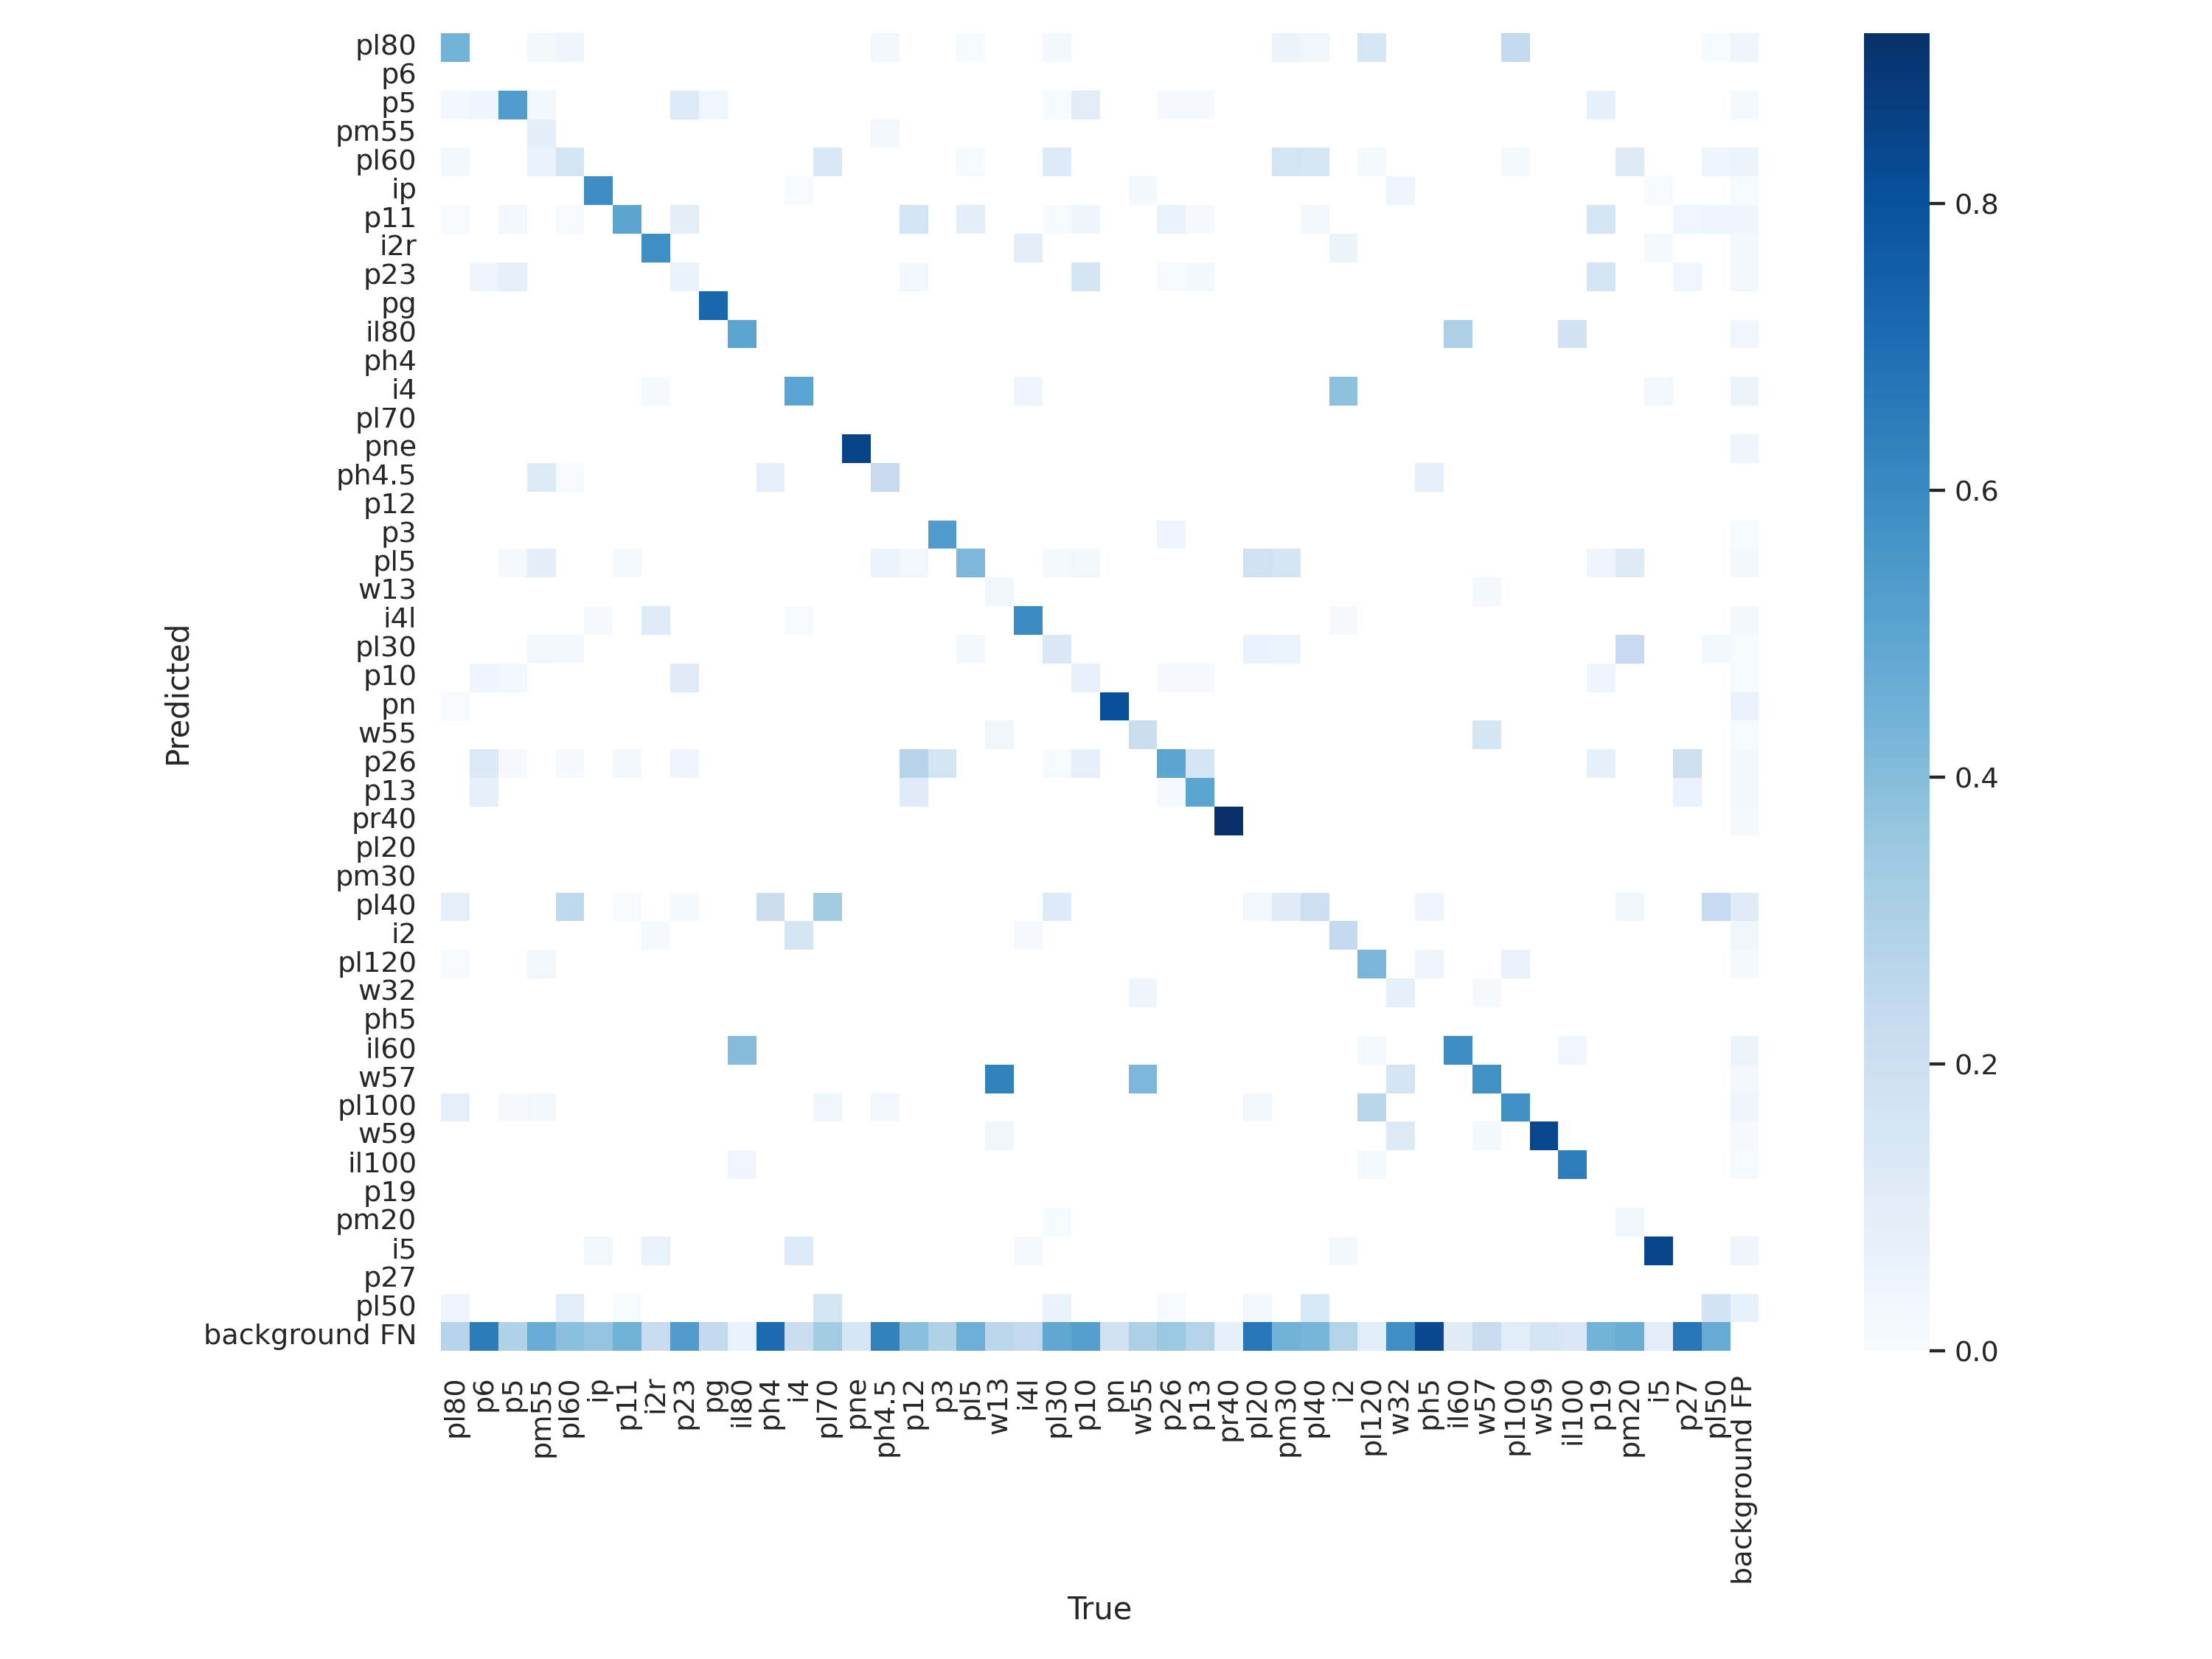 pl80
p6
p5
pm55
pl60
ip
p11
i2r
p23
pg
il80
ph4
i4
pl70
pne
ph4.5
p12
p3
pl5
w13
i4l
pl30
p10
pn
w55
p26
p13
pr40
pl20
pm30
pl40
i2
pl120
w32
ph5
il60
w57
pl100
w59
il100
p19
pm20
i5
p27
pl50
background FN
Predicted
pl80
p6
p5
pm55
pl60
ip
p11
i2r
p23
pg
il80
ph4
i4
pl70
pne
ph4.5
p12
p3
pl5
w13
i4l
pl30
p10
pn
w55
p26
p13
pr40
pl20
pm30
pl40
i2
pl120
w32
ph5
il60
w57
pl100
w59
il100
p19
pm20
i5
p27
pl50
background FP
True
0.8
0.6
0.4
0.2
0.0